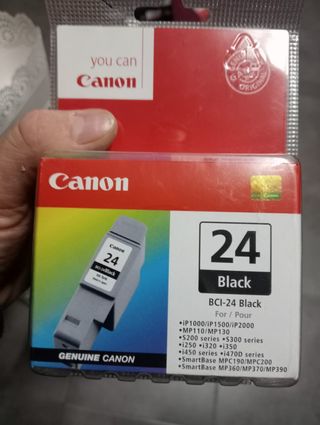 you can
Canon
IS ORIGINAL
Canon
24
Black
BCI-24 Black
For / Pour
•iP1000/iP1500/iP2000
•MP110/MP130
•S200 series •S300 series
•i250 •i320 •i350
•i450 series •i470D series
•SmartBase MPC190/MPC200
•SmartBase MP360/MP370/MP390
Canon
24
BCI-24Black
GENUINE CANON